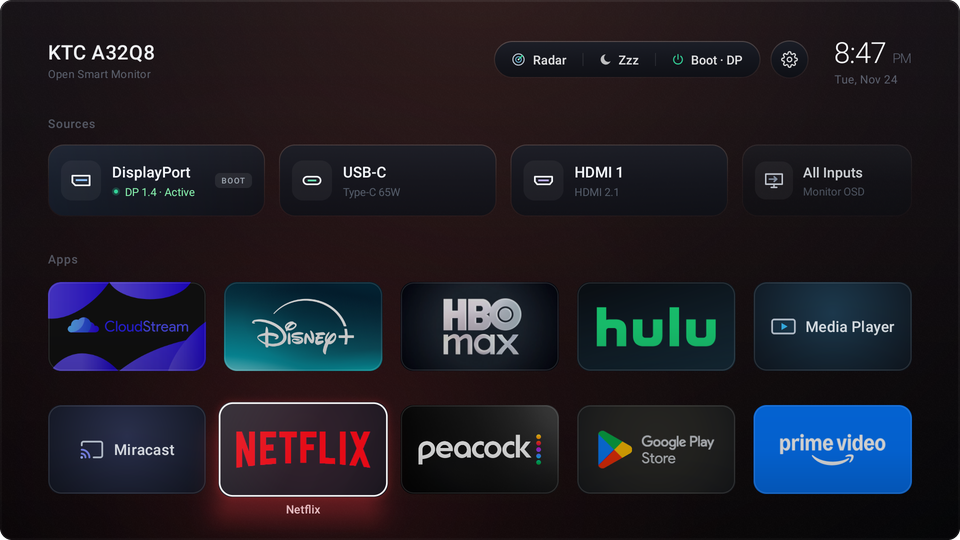 KTC A32Q8
Open Smart Monitor
Radar
Zzz
Boot · DP
8:47 PM
Tue, Nov 24
Sources
DisplayPort
DP 1.4 · Active
BOOT
USB-C
Type-C 65W
HDMI 1
HDMI 2.1
All Inputs
Monitor OSD
Apps
CloudStream
Disney+
HBO
max
hulu
Media Player
Miracast
NETFLIX
Netflix
peacock
Google Play
Store
prime video